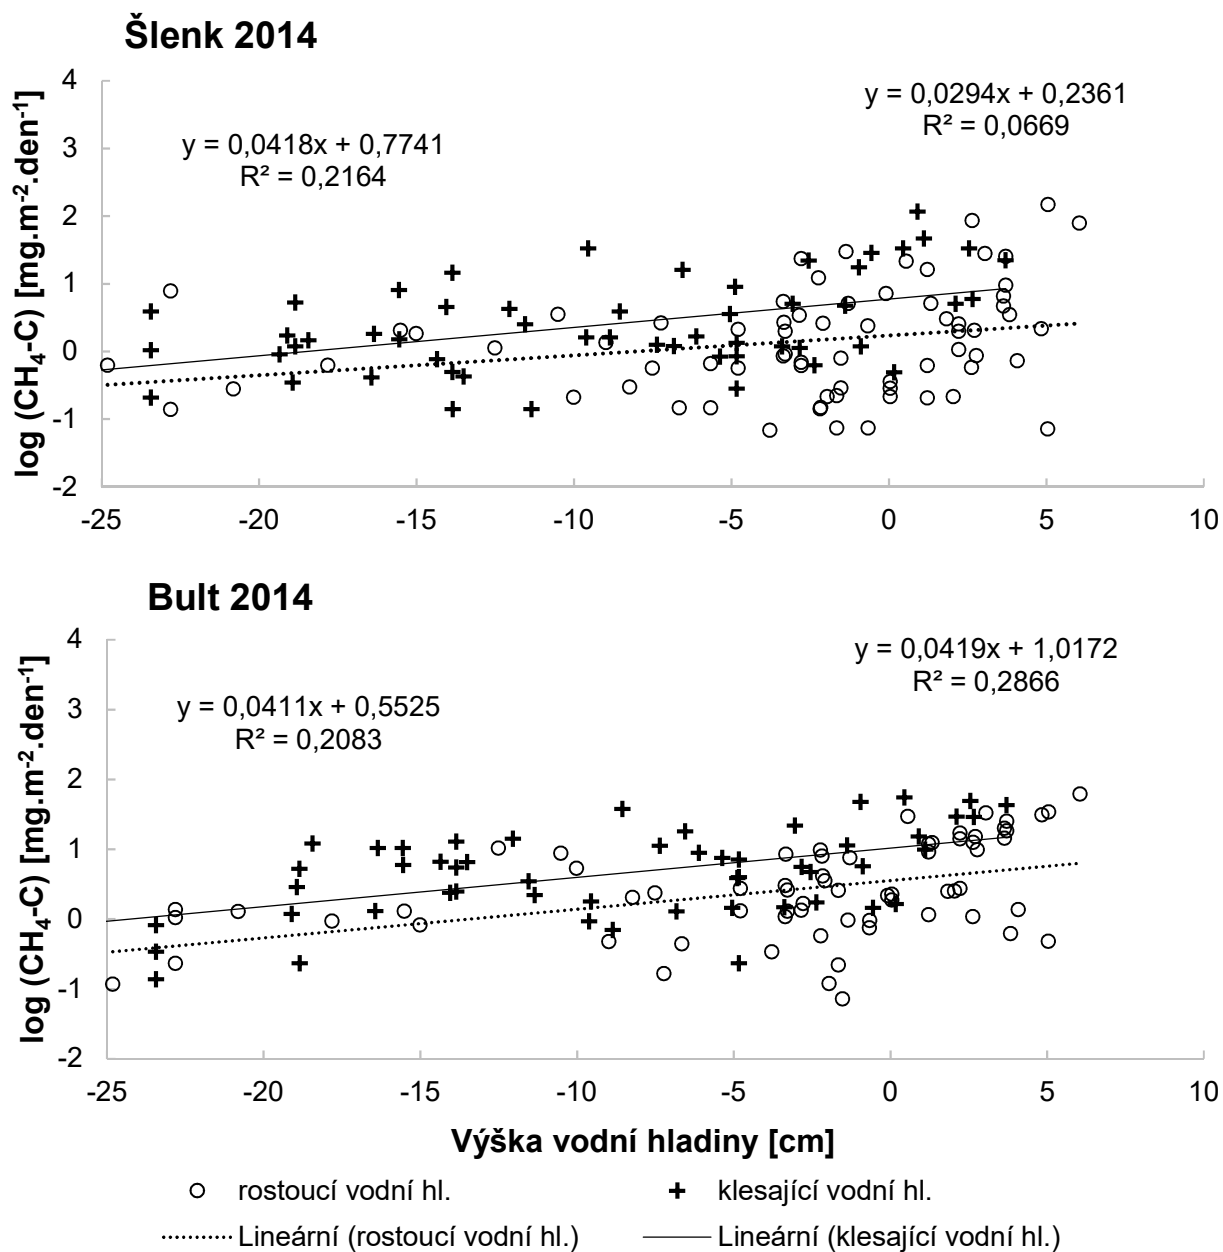 Šlenk 2014
log (CH₄-C) [mg.m⁻².den⁻¹]
4
3
2
1
0
-1
-2
y = 0,0418x + 0,7741
R² = 0,2164
y = 0,0294x + 0,2361
R² = 0,0669
-25 -20 -15 -10 -5 0 5 10
Bult 2014
log (CH₄-C) [mg.m⁻².den⁻¹]
4
3
2
1
0
-1
-2
y = 0,0411x + 0,5525
R² = 0,2083
y = 0,0419x + 1,0172
R² = 0,2866
-25 -20 -15 -10 -5 0 5 10
Výška vodní hladiny [cm]
rostoucí vodní hl. klesající vodní hl.
Lineární (rostoucí vodní hl.) Lineární (klesající vodní hl.)